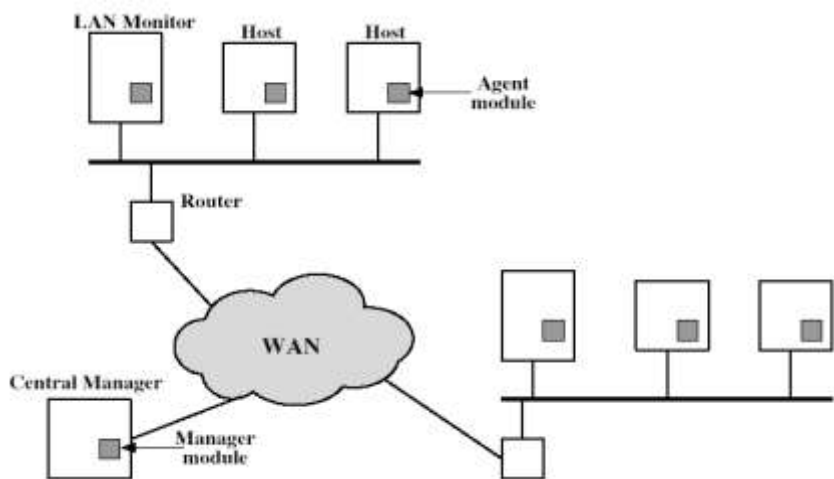 LAN Monitor
Host
Host
Agent
module
Router
WAN
Central Manager
Manager
module